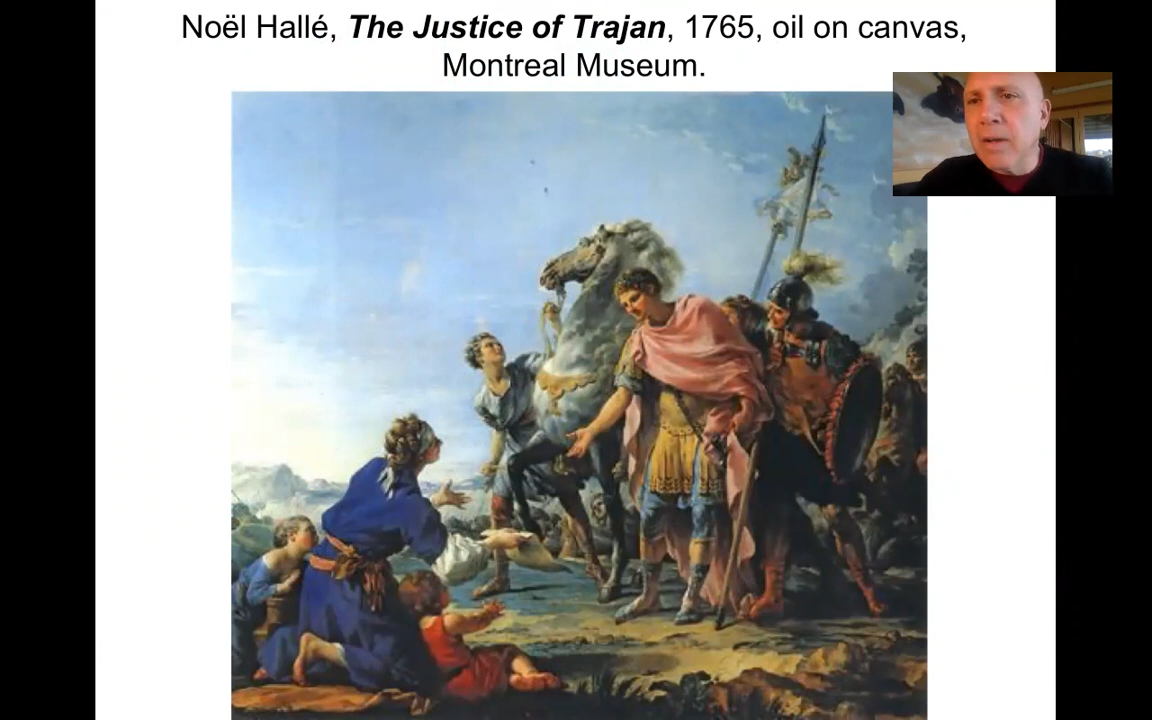 Noël Hallé, The Justice of Trajan, 1765, oil on canvas,
Montreal Museum.